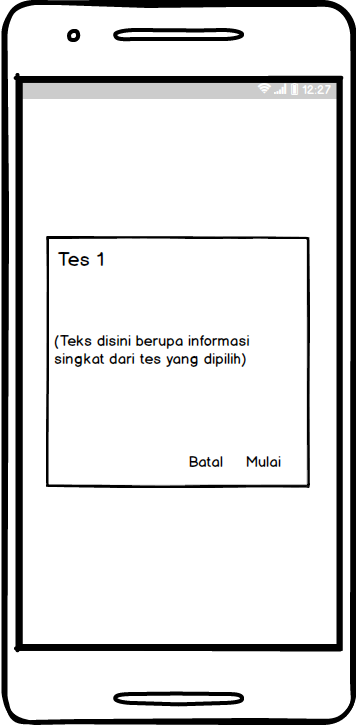 12:27
Tes 1
(Teks disini berupa informasi
singkat dari tes yang dipilih)
Batal Mulai